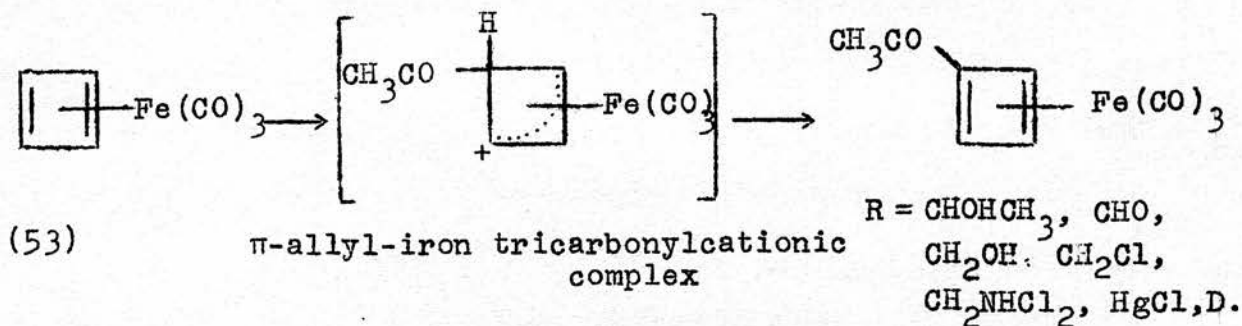 H
CH3CO
CH3CO
Fe(CO)3
Fe(CO)3
Fe(CO)3
+
(53)
π-allyl-iron tricarbonylcationic
complex
R = CHOHCH3, CHO,
CH2OH, CH2Cl,
CH2NHCl2, HgCl,D.